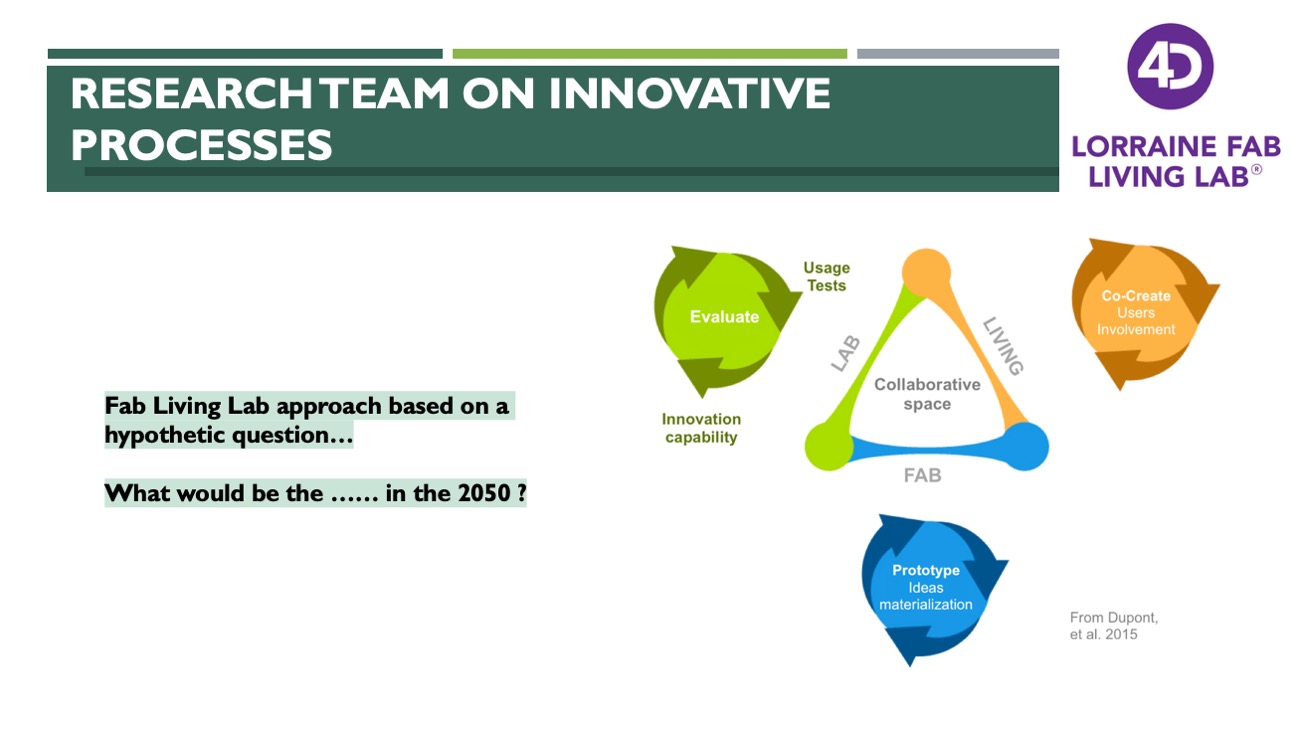 RESEARCH TEAM ON INNOVATIVE
PROCESSES
4D
LORRAINE FAB
LIVING LAB®
Fab Living Lab approach based on a
hypothetic question…
What would be the …… in the 2050 ?
Evaluate
Usage
Tests
Innovation
capability
LAB
LIVING
Collaborative
space
FAB
Co-Create
Users
Involvement
Prototype
Ideas
materialization
From Dupont,
et al. 2015